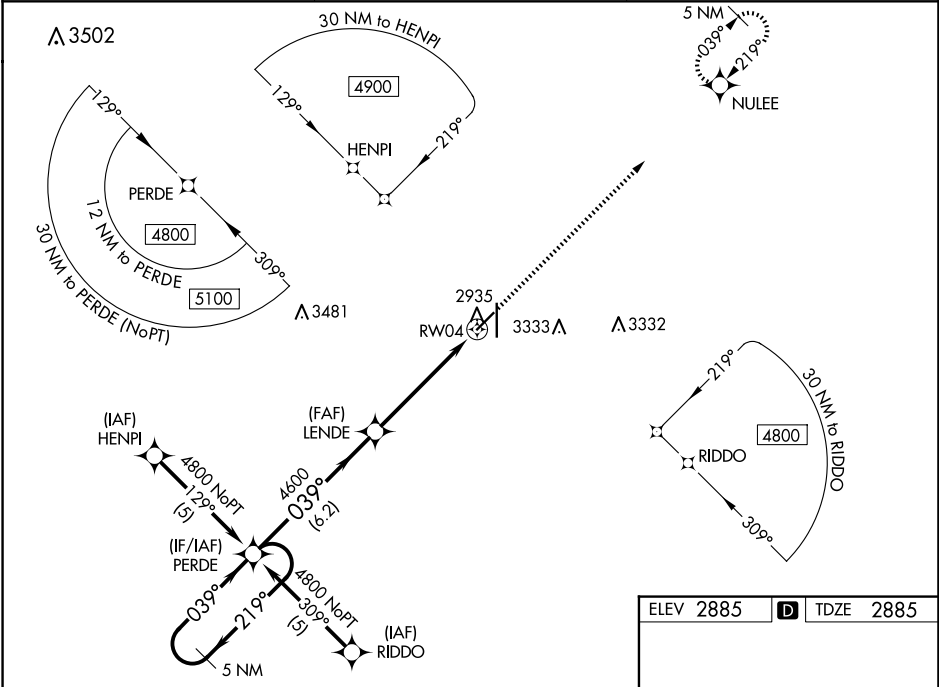 3502
30 NM to HENPI
4900
129°
219°
HENPI
5 NM
039°
219°
NULEE
129°
PERDE
12 NM to PERDE
4800
309°
30 NM to PERDE (NoPT)
5100
3481
2935
RW04
3333
3332
(FAF)
LENDE
(IAF)
HENPI
4800 NoPT
129°
(5)
4600
039°
(6.2)
(IF/IAF)
PERDE
039°
219°
5 NM
4800 NoPT
309°
(5)
(IAF)
RIDDO
219°
30 NM to RIDDO
4800
RIDDO
309°
ELEV 2885 D TDZE 2885